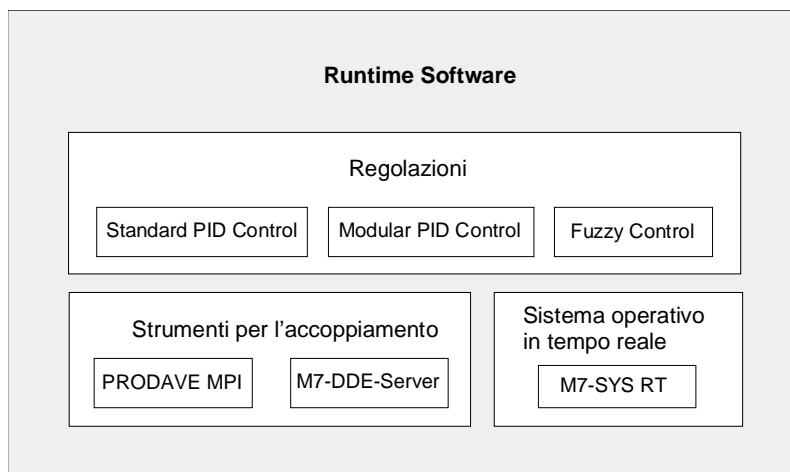 Runtime Software
Regolazioni
Standard PID Control
Modular PID Control
Fuzzy Control
Strumenti per l'accoppiamento
PRODAVE MPI
M7-DDE-Server
Sistema operativo
in tempo reale
M7-SYS RT